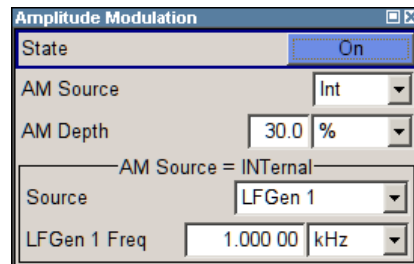 Amplitude Modulation
State On
AM Source Int
AM Depth 30.0 %
AM Source = INTernal
Source LFGen 1
LFGen 1 Freq 1.000 00 kHz